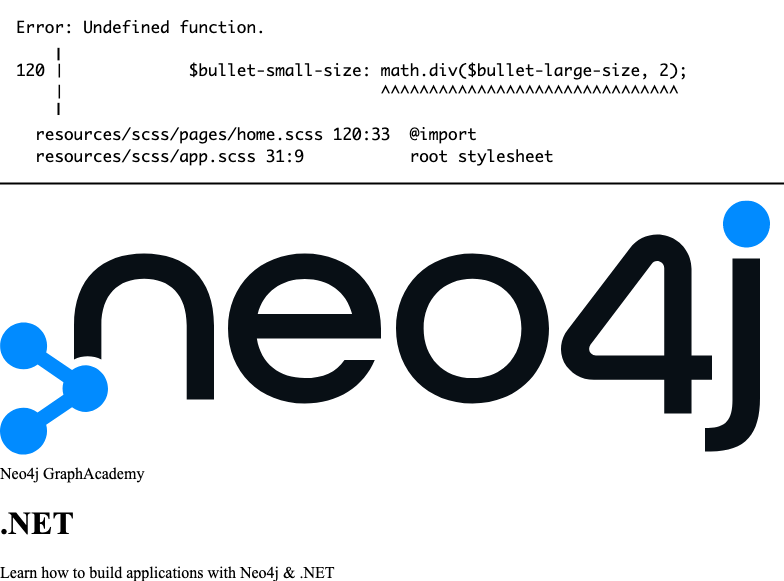 Error: Undefined function.
120 | $bullet-small-size: math.div($bullet-large-size, 2);
^^^^^^^^^^^^^^^^^^^^^^^^^^^^^^^
resources/scss/pages/home.scss 120:33 @import
resources/scss/app.scss 31:9 root stylesheet
neo4j
Neo4j GraphAcademy
.NET
Learn how to build applications with Neo4j & .NET